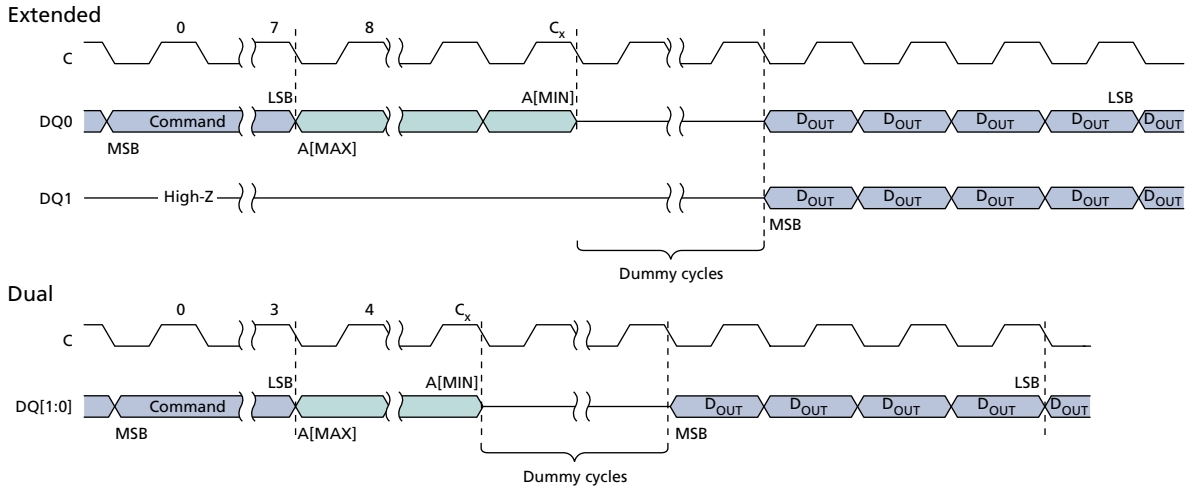 Extended
0 7 8 Cx
C
LSB A[MIN] LSB
DQ0 Command DOUT DOUT DOUT DOUT DOUT
MSB A[MAX]
DQ1 High-Z DOUT DOUT DOUT DOUT DOUT
MSB
Dummy cycles
Dual
0 3 4 Cx
C
LSB A[MIN] LSB
DQ[1:0] Command DOUT DOUT DOUT DOUT DOUT
MSB A[MAX] MSB
Dummy cycles